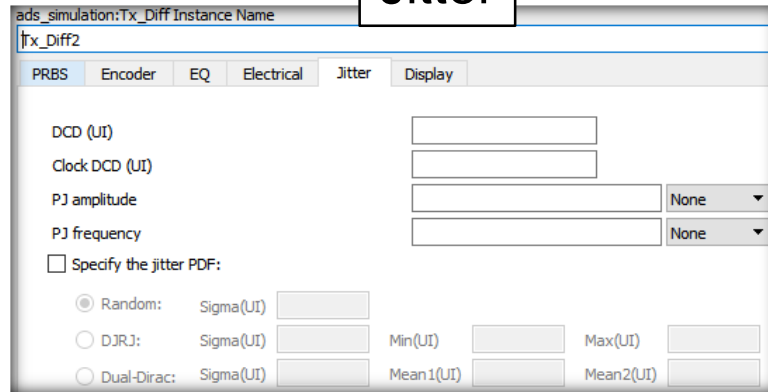 Jitter
ads_simulation:Tx_Diff Instance Name
Tx_Diff2
PRBS Encoder EQ Electrical Jitter Display
DCD (UI)
Clock DCD (UI)
PJ amplitude None
PJ frequency None
Specify the jitter PDF:
Random: Sigma(UI)
DJRJ: Sigma(UI) Min(UI) Max(UI)
Dual-Dirac: Sigma(UI) Mean1(UI) Mean2(UI)